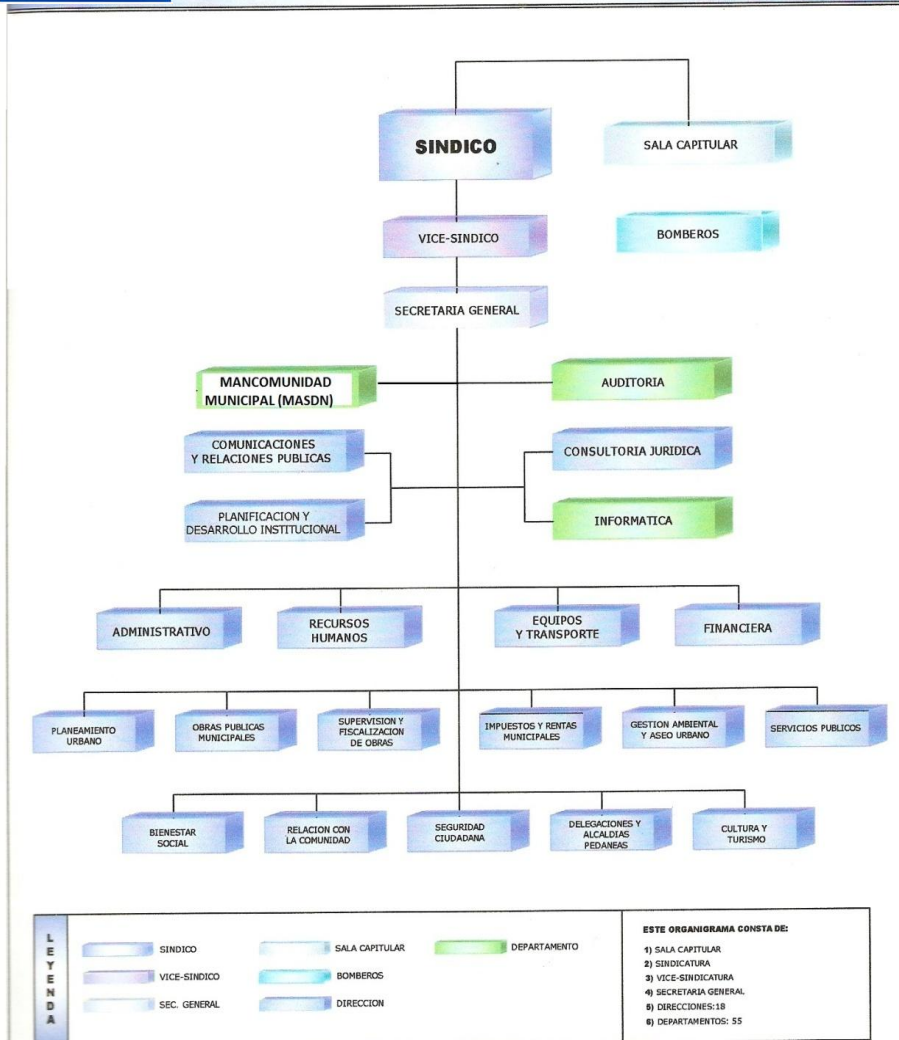 SINDICO
SALA CAPITULAR
VICE-SINDICO
BOMBEROS
SECRETARIA GENERAL
MANCOMUNIDAD
MUNICIPAL (MASDN)
AUDITORIA
COMUNICACIONES
Y RELACIONES PUBLICAS
CONSULTORIA JURIDICA
PLANIFICACION Y
DESARROLLO INSTITUCIONAL
INFORMATICA
ADMINISTRATIVO
RECURSOS
HUMANOS
EQUIPOS
Y TRANSPORTE
FINANCIERA
PLANEAMIENTO
URBANO
OBRAS PUBLICAS
MUNICIPALES
SUPERVISION Y
FISCALIZACION
DE OBRAS
IMPUESTOS Y RENTAS
MUNICIPALES
GESTION AMBIENTAL
Y ASEO URBANO
SERVICIOS PUBLICOS
BIENESTAR
SOCIAL
RELACION CON
LA COMUNIDAD
SEGURIDAD
CIUDADANA
DELEGACIONES Y
ALCALDIAS
PEDANEAS
CULTURA Y
TURISMO
LEYENDA
SINDICO
VICE-SINDICO
SEC. GENERAL
SALA CAPITULAR
BOMBEROS
DIRECCION
DEPARTAMENTO
ESTE ORGANIGRAMA CONSTA DE:
1) SALA CAPITULAR
2) SINDICATURA
3) VICE-SINDICATURA
4) SECRETARIA GENERAL
5) DIRECCIONES:18
6) DEPARTAMENTOS: 55